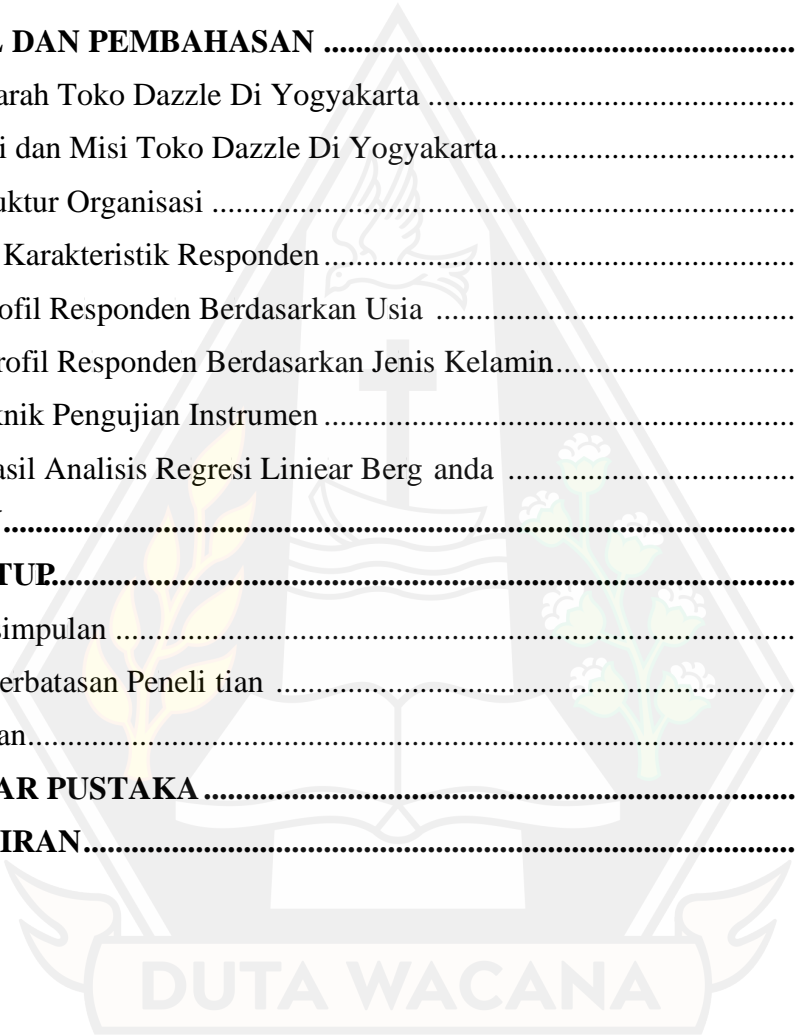 L DAN PEMBAHASAN ........................................................
arah Toko Dazzle Di Yogyakarta ............................................
i dan Misi Toko Dazzle Di Yogyakarta....................................
uktur Organisasi ......................................................................
Karakteristik Responden.........................................................
ofil Responden Berdasarkan Usia ...........................................
rofil Responden Berdasarkan Jenis Kelamin..............................
knik Pengujian Instrumen.........................................................
asil Analisis Regresi Liniear Berg anda ...................................
................................................................................................
TUP..........................................................................................
simpulan ..................................................................................
erbatasan Peneli tian ................................................................
an.............................................................................................
AR PUSTAKA.........................................................................
IRAN.......................................................................................
DUTA WACANA